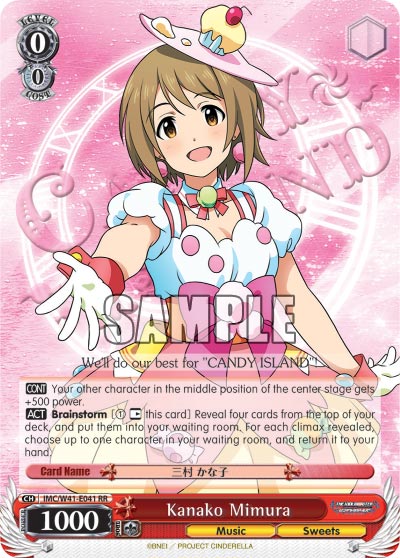 LEVEL
0
0
COST
CANDY
ISLAND
SAMPLE
We'll do our best for "CANDY ISLAND"!
CONT Your other character in the middle position of the center stage gets
+500 power.
ACT Brainstorm [① this card] Reveal four cards from the top of your
deck, and put them into your waiting room. For each climax revealed,
choose up to one character in your waiting room, and return it to your
hand.
Card Name 三村 かな子
CH IMC/W41-E041 RR
1000
Kanako Mimura
Music Sweets
©BNEI / PROJECT CINDERELLA